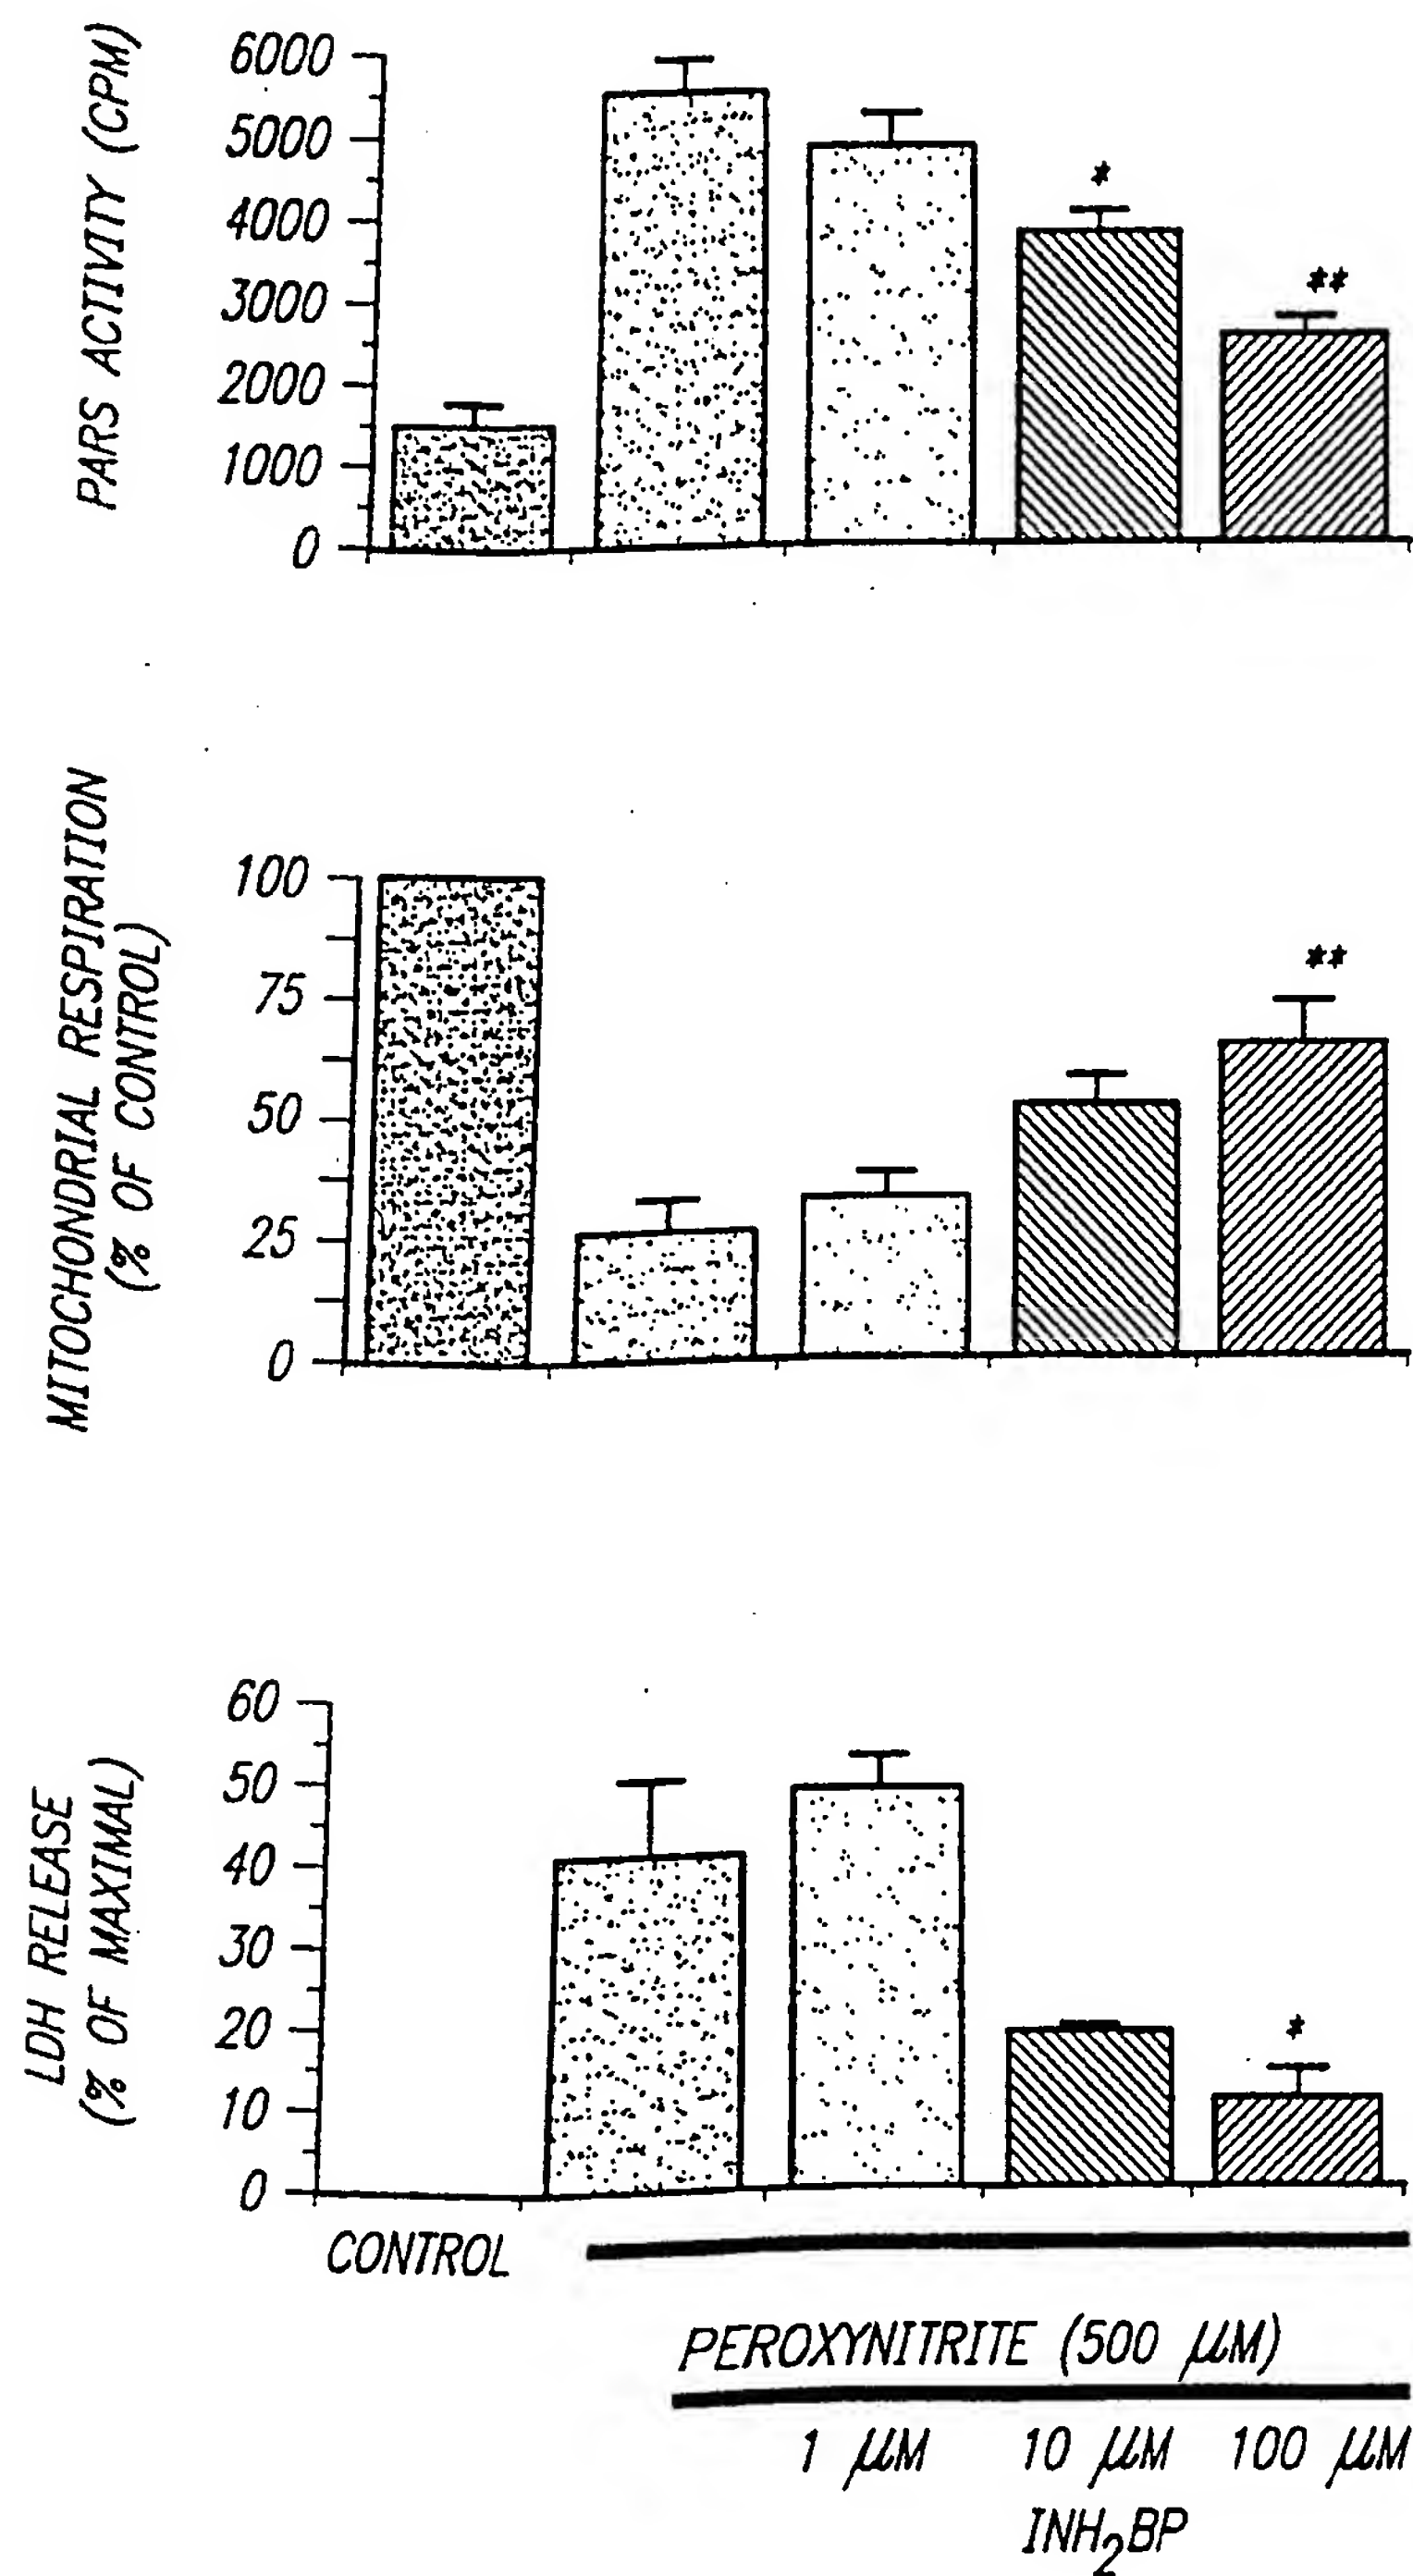 PARS ACTIVITY (CPM)
6000
5000
4000
3000
2000
1000
0
*
**
MITOCHONDRIAL RESPIRATION
(% OF CONTROL)
100
75
50
25
0
**
LDH RELEASE
(% OF MAXIMAL)
60
50
40
30
20
10
0
*
CONTROL
PEROXYNITRITE (500 μM)
1 μM 10 μM 100 μM
INH₂BP